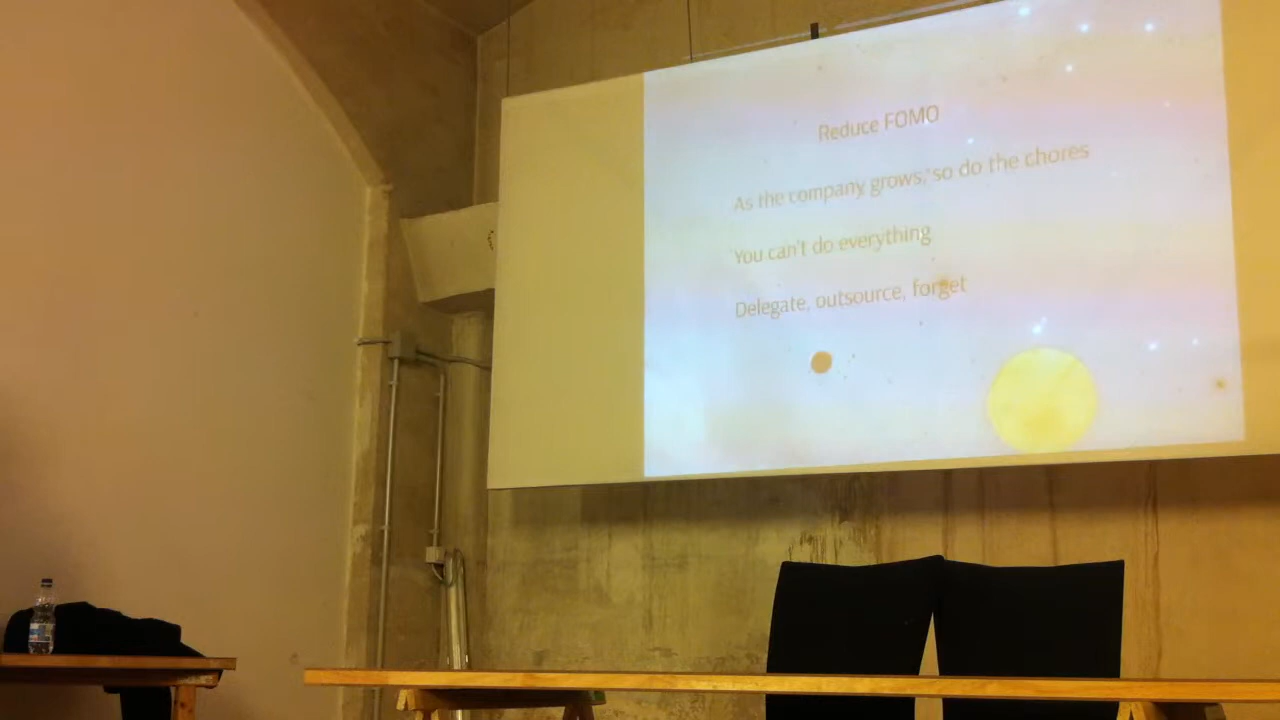 Reduce FOMO
As the company grows, so do the chores
You can't do everything
Delegate, outsource, forget